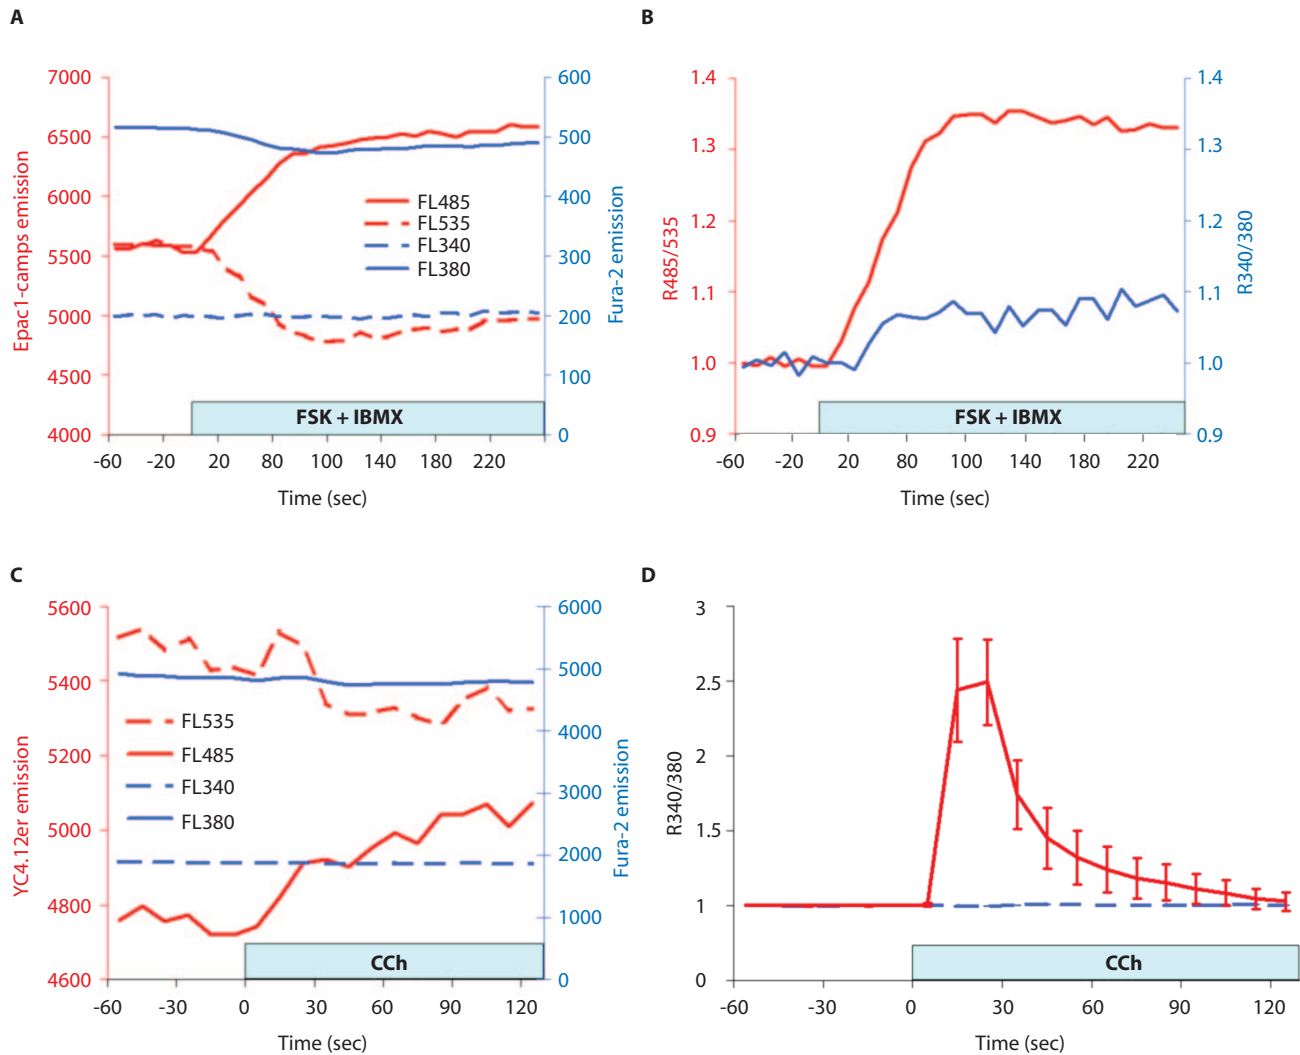 A
7000
6500
6000
5500
5000
4500
4000
Epac1-camps emission
600
500
400
300
200
100
0
Fura-2 emission
FL485
FL535
FL340
FL380
FSK + IBMX
-60 -20 20 80 100 140 180 220
Time (sec)
B
1.4
1.3
1.2
1.1
1.0
0.9
R485/535
1.4
1.3
1.2
1.1
1.0
0.9
R340/380
FSK + IBMX
-60 -20 20 80 100 140 180 220
Time (sec)
C
5600
5400
5200
5000
4800
4600
YC4.12er emission
6000
5000
4000
3000
2000
1000
0
Fura-2 emission
FL535
FL485
FL340
FL380
CCh
-60 -30 0 30 60 90 120
Time (sec)
D
3
2.5
2
1.5
1
0
R340/380
CCh
-60 -30 0 30 60 90 120
Time (sec)